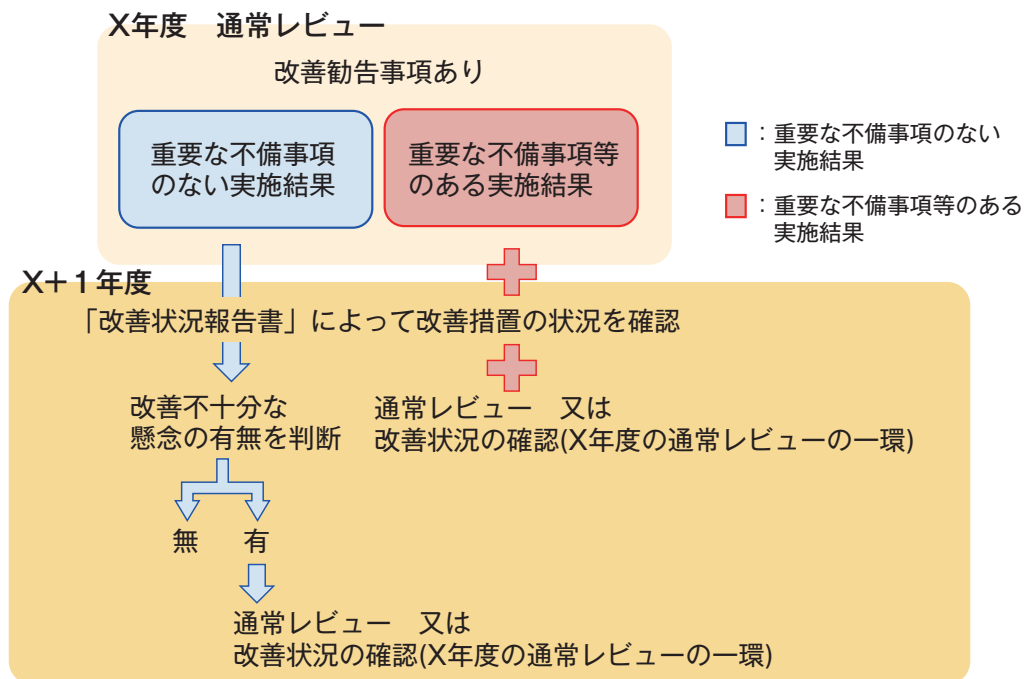 X年度　通常レビュー
改善勧告事項あり
重要な不備事項
のない実施結果
重要な不備事項等
のある実施結果
：重要な不備事項のない
実施結果
：重要な不備事項等のある
実施結果
X＋１年度
「改善状況報告書」によって改善措置の状況を確認
改善不十分な
懸念の有無を判断
通常レビュー　又は
改善状況の確認(X年度の通常レビューの一環)
無　有
通常レビュー　又は
改善状況の確認(X年度の通常レビューの一環)